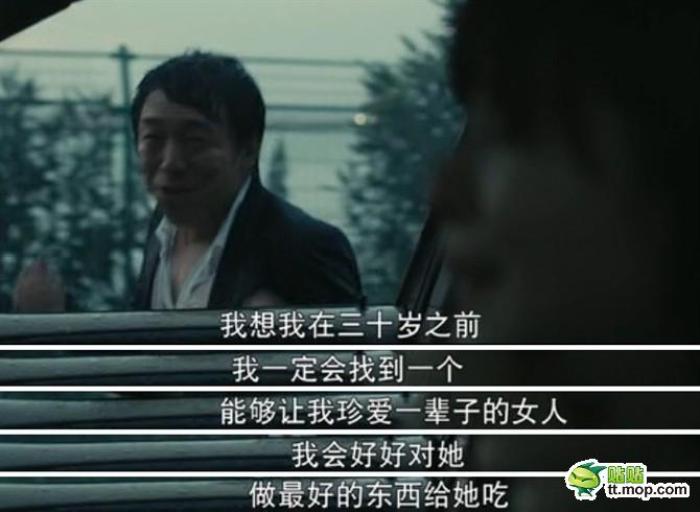 我想我在三十岁之前
我一定会找到一个
能够让我珍爱一辈子的女人
我会好好对她
做最好的东西给她吃
贴贴
tt.mop.com